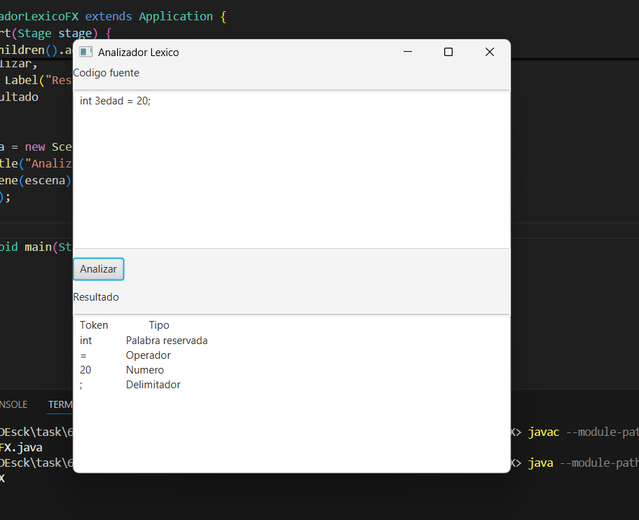 adorLexicoFX extends Application {
rt(Stage stage) {
hildren().a
lizar,
Label("Res
ultado
a = new Sce
tle("Analiz
ene(escena)
);
oid main(St
Analizador Lexico
Codigo fuente
int 3edad = 20;
Analizar
Resultado
Token Tipo
int Palabra reservada
= Operador
20 Numero
; Delimitador
NSOLE TERM
DEsck\task\6 X> javac --module-pat
FX.java
DEsck\task\6 X> java --module-path
X